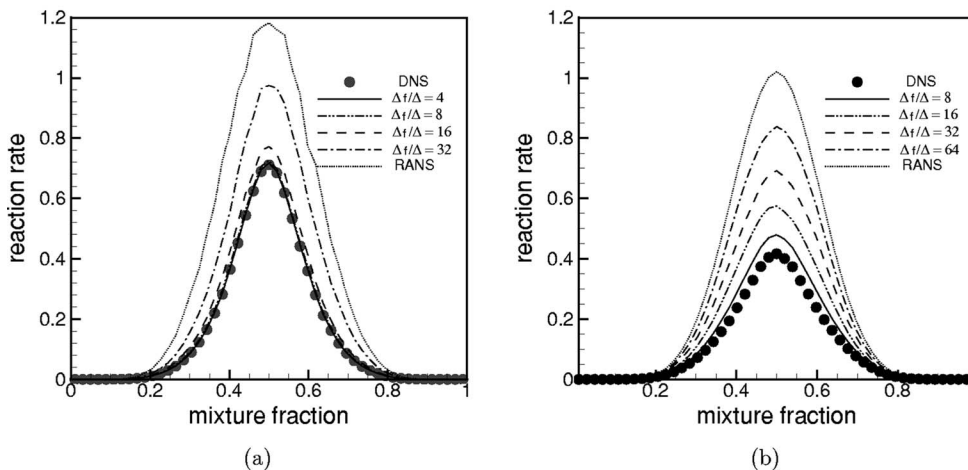 1.2
1
0.8
0.6
0.4
0.2
0
0
0.2
0.4
0.6
0.8
1
reaction rate
mixture fraction
DNS
Δf/Δ=4
Δf/Δ=8
Δf/Δ=16
Δf/Δ=32
RANS
(a)
1.2
1
0.8
0.6
0.4
0.2
0
0.2
0.4
0.6
0.8
reaction rate
mixture fraction
DNS
Δf/Δ=8
Δf/Δ=16
Δf/Δ=32
Δf/Δ=64
RANS
(b)